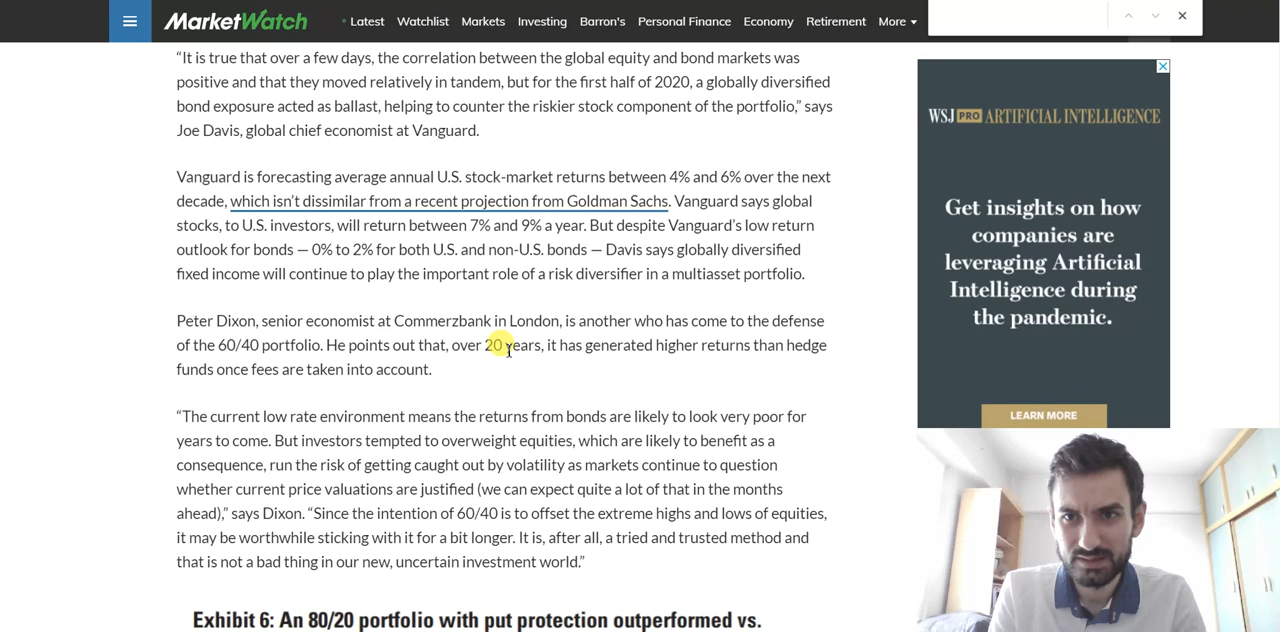 MarketWatch
Latest Watchlist Markets Investing Barron's Personal Finance Economy Retirement More
“It is true that over a few days, the correlation between the global equity and bond markets was
positive and that they moved relatively in tandem, but for the first half of 2020, a globally diversified
bond exposure acted as ballast, helping to counter the riskier stock component of the portfolio,” says
Joe Davis, global chief economist at Vanguard.
Vanguard is forecasting average annual U.S. stock-market returns between 4% and 6% over the next
decade, which isn’t dissimilar from a recent projection from Goldman Sachs. Vanguard says global
stocks, to U.S. investors, will return between 7% and 9% a year. But despite Vanguard’s low return
outlook for bonds — 0% to 2% for both U.S. and non-U.S. bonds — Davis says globally diversified
fixed income will continue to play the important role of a risk diversifier in a multiasset portfolio.
Peter Dixon, senior economist at Commerzbank in London, is another who has come to the defense
of the 60/40 portfolio. He points out that, over 20 years, it has generated higher returns than hedge
funds once fees are taken into account.
“The current low rate environment means the returns from bonds are likely to look very poor for
years to come. But investors tempted to overweight equities, which are likely to benefit as a
consequence, run the risk of getting caught out by volatility as markets continue to question
whether current price valuations are justified (we can expect quite a lot of that in the months
ahead),” says Dixon. “Since the intention of 60/40 is to offset the extreme highs and lows of equities,
it may be worthwhile sticking with it for a bit longer. It is, after all, a tried and trusted method and
that is not a bad thing in our new, uncertain investment world.”
Exhibit 6: An 80/20 portfolio with put protection outperformed vs.
WSJ PRO ARTIFICIAL INTELLIGENCE
Get insights on how
companies are
leveraging Artificial
Intelligence during
the pandemic.
LEARN MORE